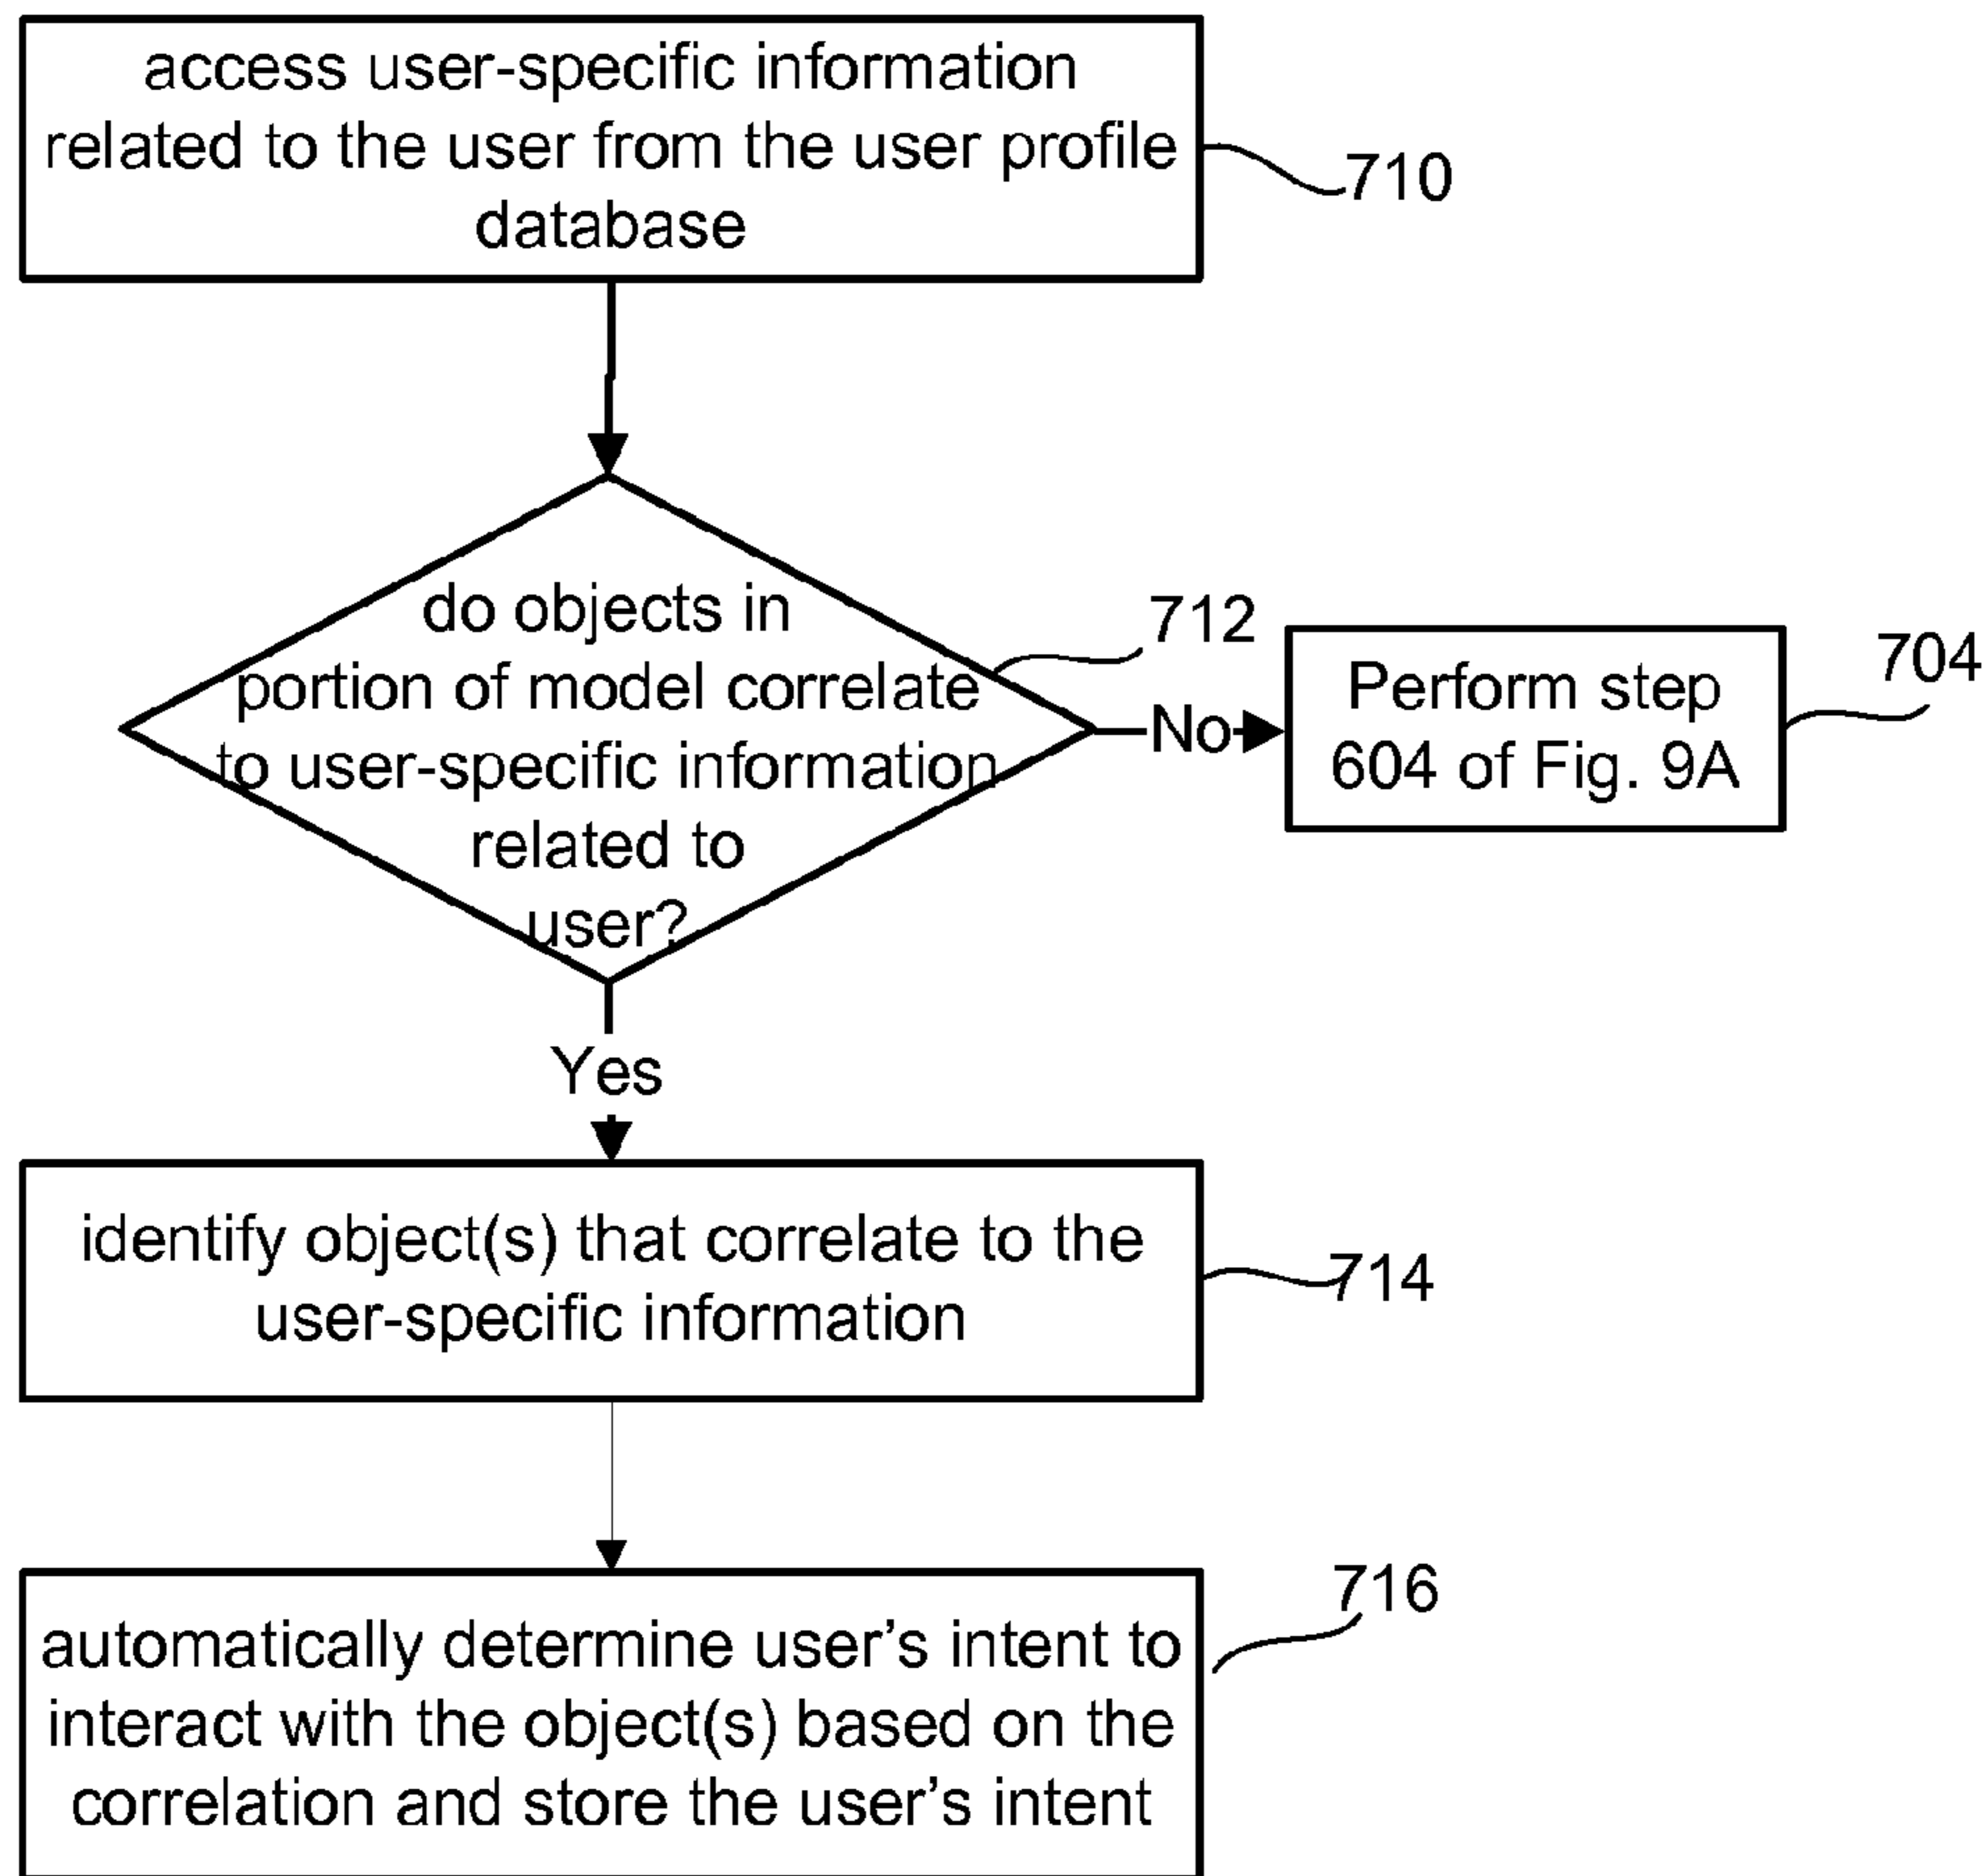 access user-specific information
related to the user from the user profile
database
710
do objects in
portion of model correlate
to user-specific information
related to
user?
712
No
Perform step
604 of Fig. 9A
704
Yes
identify object(s) that correlate to the
user-specific information
714
automatically determine user's intent to
interact with the object(s) based on the
correlation and store the user's intent
716